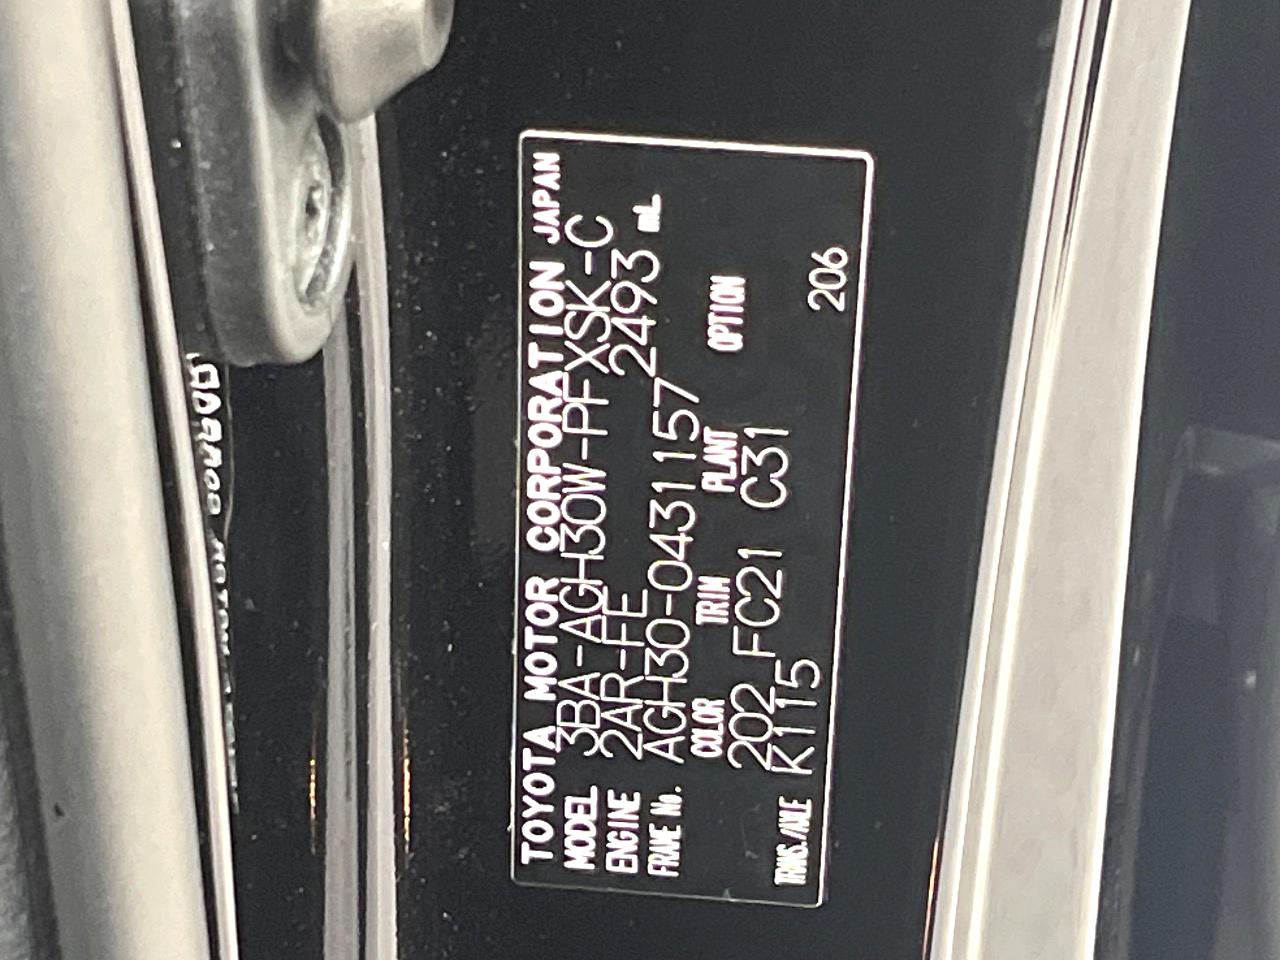 TOYOTA MOTOR CORPORATION JAPAN
MODEL 3BA-AGH30W-PFXSK-C
ENGINE 2AR-FE 2493 mL
FRAME No. AGH30-0431157
COLOR TRIM PLANT OPTION
202 FC21 C31
TRANS./AXLE K115 206